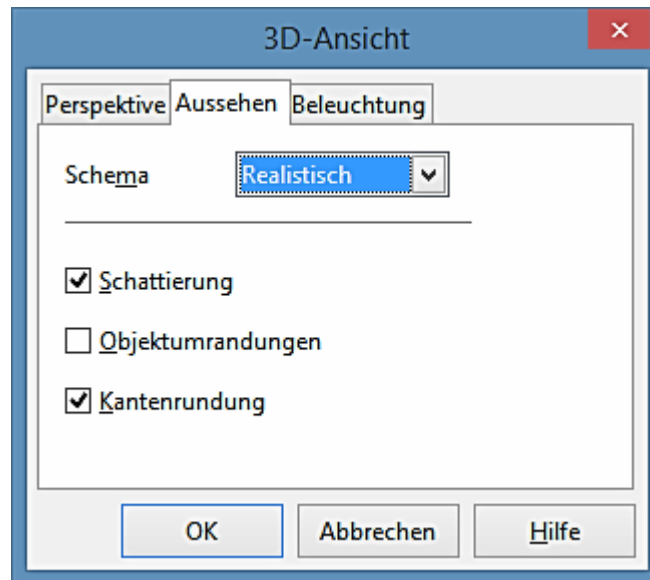 3D-Ansicht
Perspektive Aussehen Beleuchtung
Schema Realistisch
Schattierung
Objektumrandungen
Kantenrundung
OK Abbrechen Hilfe